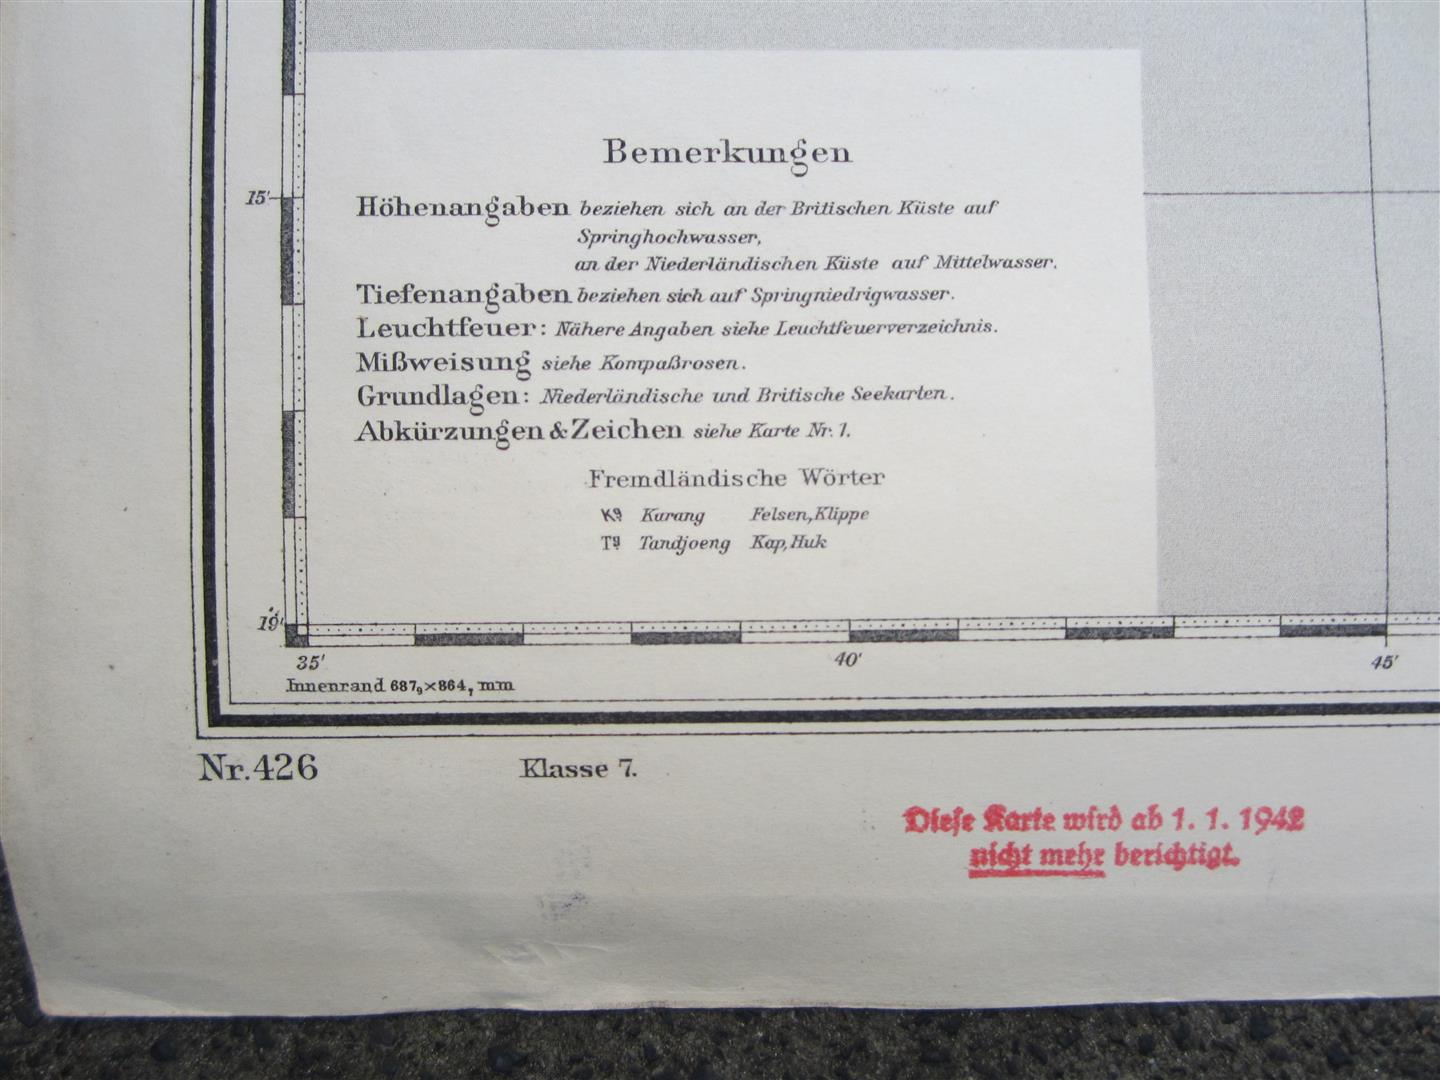 Bemerkungen
15'
Höhenangaben beziehen sich an der Britischen Küste auf
Springhochwasser,
an der Niederländischen Küste auf Mittelwasser.
Tiefenangaben beziehen sich auf Springniedrigwasser.
Leuchtfeuer: Nähere Angaben siehe Leuchtfeuerverzeichnis.
Mißweisung siehe Kompaßrosen.
Grundlagen: Niederländische und Britische Seekarten.
Abkürzungen & Zeichen siehe Karte Nr. 1.
Fremdländische Wörter
Kg Karang Felsen, Klippe
Tg Tandjoeng Kap, Huk
19'
35' 40' 45'
Innenrand 687,9 × 864,7 mm
Nr. 426 Klasse 7.
Diese Karte wird ab 1. 1. 1942
nicht mehr berichtigt.